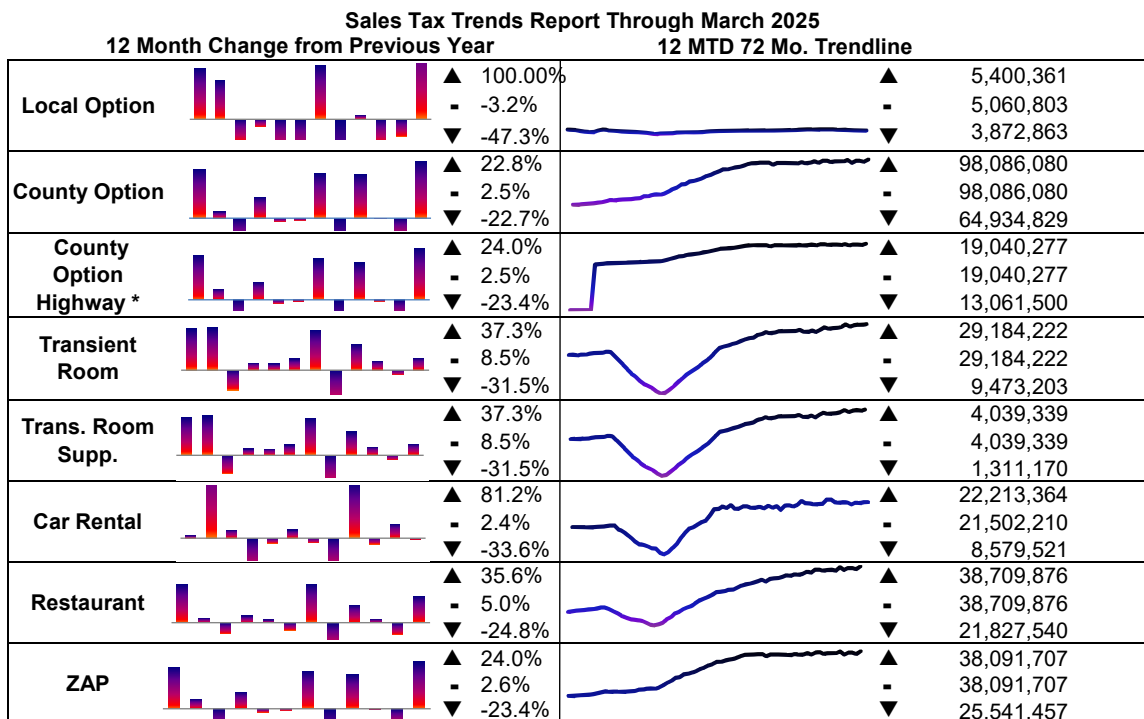 Sales Tax Trends Report Through March 2025
12 Month Change from Previous Year 12 MTD 72 Mo. Trendline
Local Option
▲ 100.00% ▲ 5,400,361
- -3.2% - 5,060,803
▼ -47.3% ▼ 3,872,863
County Option
▲ 22.8% ▲ 98,086,080
- 2.5% - 98,086,080
▼ -22.7% ▼ 64,934,829
County
Option
Highway *
▲ 24.0% ▲ 19,040,277
- 2.5% - 19,040,277
▼ -23.4% ▼ 13,061,500
Transient
Room
▲ 37.3% ▲ 29,184,222
- 8.5% - 29,184,222
▼ -31.5% ▼ 9,473,203
Trans. Room
Supp.
▲ 37.3% ▲ 4,039,339
- 8.5% - 4,039,339
▼ -31.5% ▼ 1,311,170
Car Rental
▲ 81.2% ▲ 22,213,364
- 2.4% - 21,502,210
▼ -33.6% ▼ 8,579,521
Restaurant
▲ 35.6% ▲ 38,709,876
- 5.0% - 38,709,876
▼ -24.8% ▼ 21,827,540
ZAP
▲ 24.0% ▲ 38,091,707
- 2.6% - 38,091,707
▼ -23.4% ▼ 25,541,457